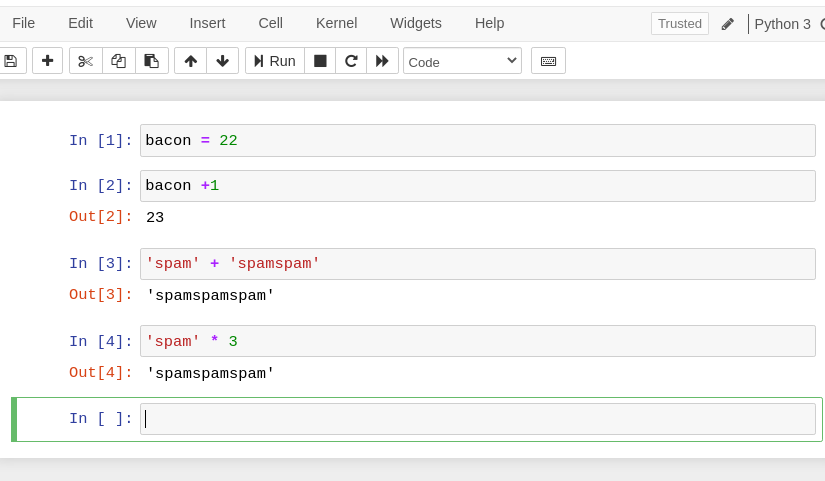 File Edit View Insert Cell Kernel Widgets Help Trusted Python 3
Run Code
In [1]: bacon = 22
In [2]: bacon +1
Out[2]: 23
In [3]: 'spam' + 'spamspam'
Out[3]: 'spamspamspam'
In [4]: 'spam' * 3
Out[4]: 'spamspamspam'
In [ ]: